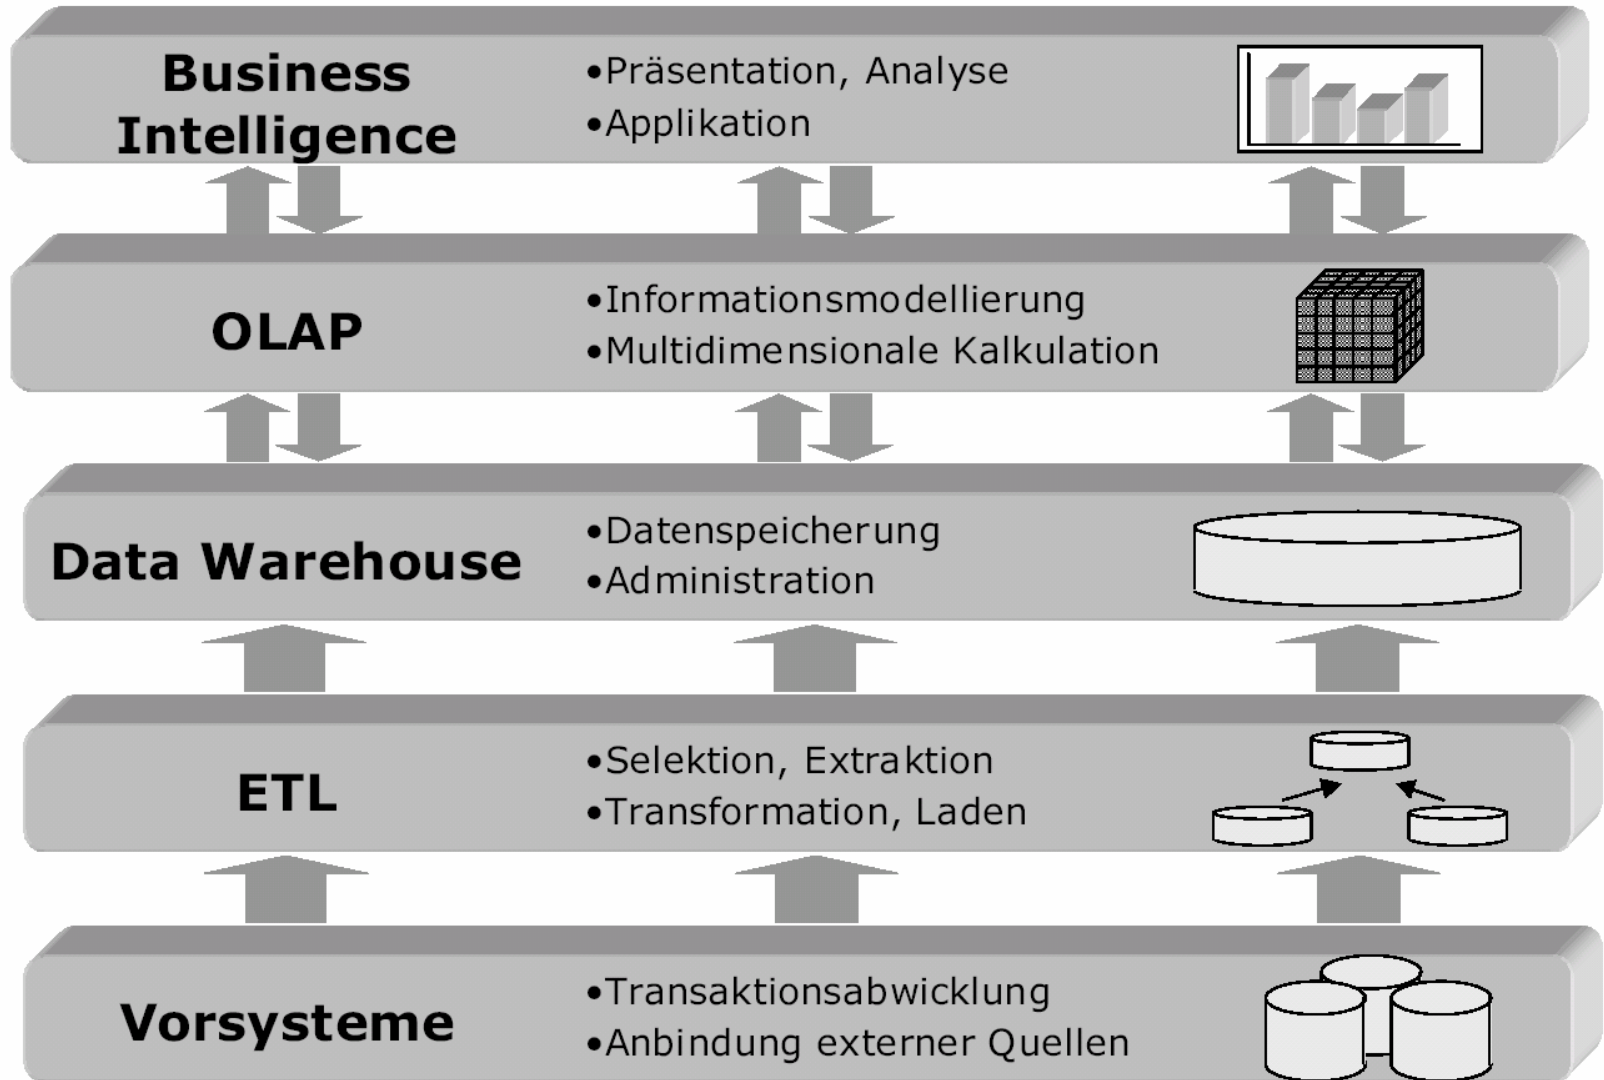 Business
Intelligence
•Präsentation, Analyse
•Applikation
OLAP
•Informationsmodellierung
•Multidimensionale Kalkulation
Data Warehouse
•Datenspeicherung
•Administration
ETL
•Selektion, Extraktion
•Transformation, Laden
Vorsysteme
•Transaktionsabwicklung
•Anbindung externer Quellen